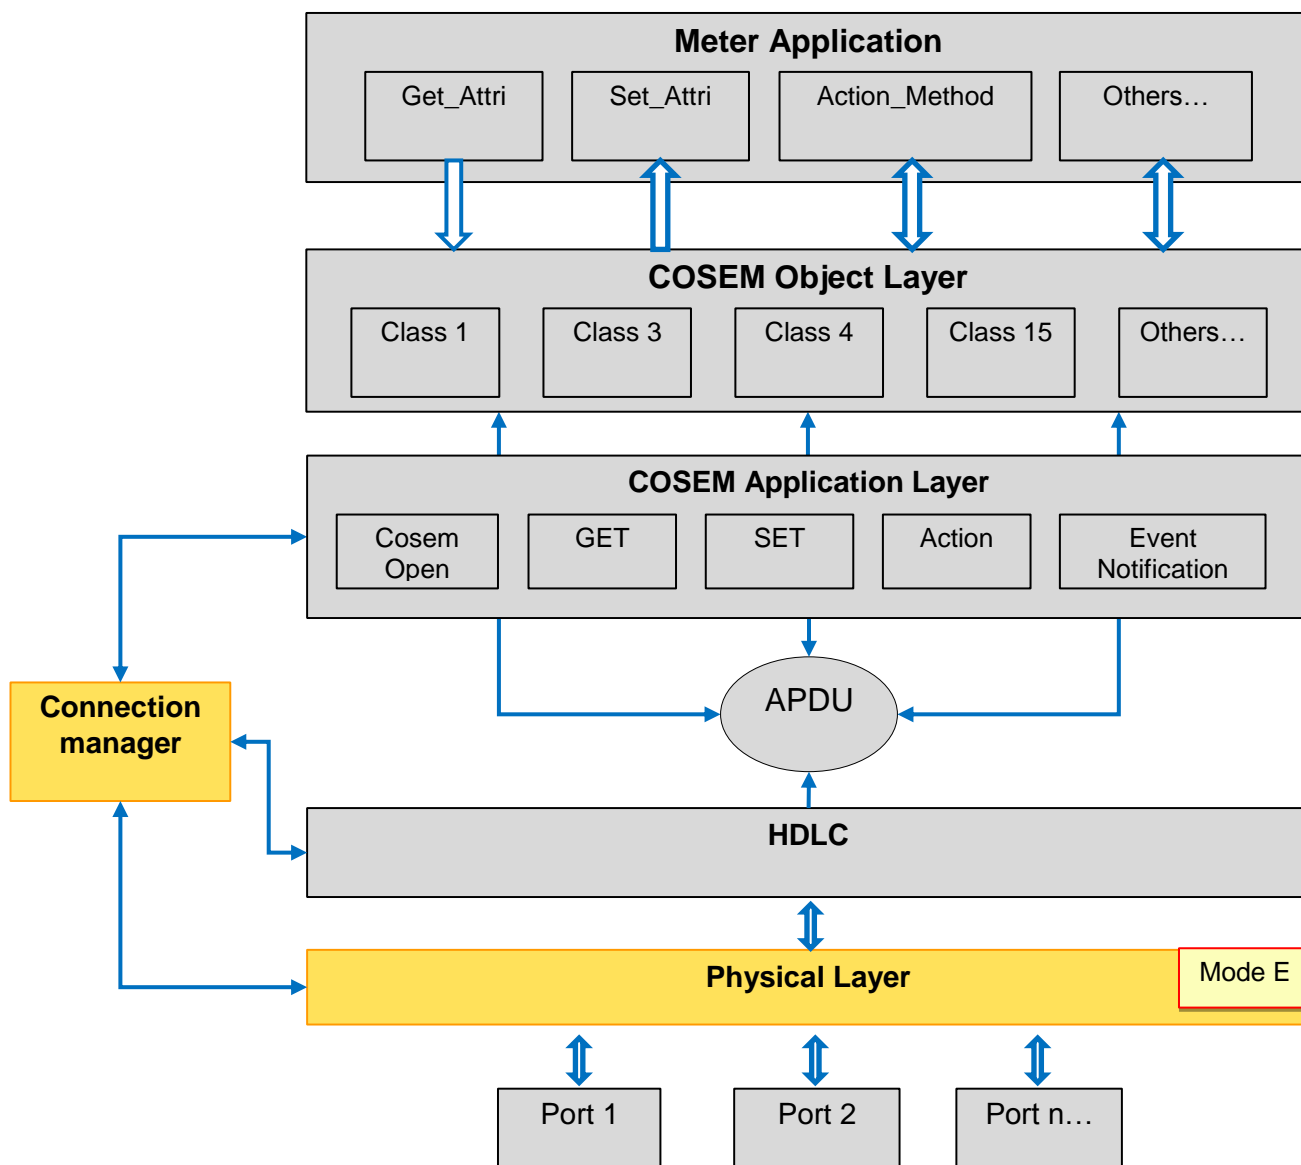 Meter Application
Get_Attri
Set_Attri
Action_Method
Others…
COSEM Object Layer
Class 1
Class 3
Class 4
Class 15
Others…
COSEM Application Layer
Cosem
Open
GET
SET
Action
Event
Notification
Connection
manager
APDU
HDLC
Physical Layer
Mode E
Port 1
Port 2
Port n…